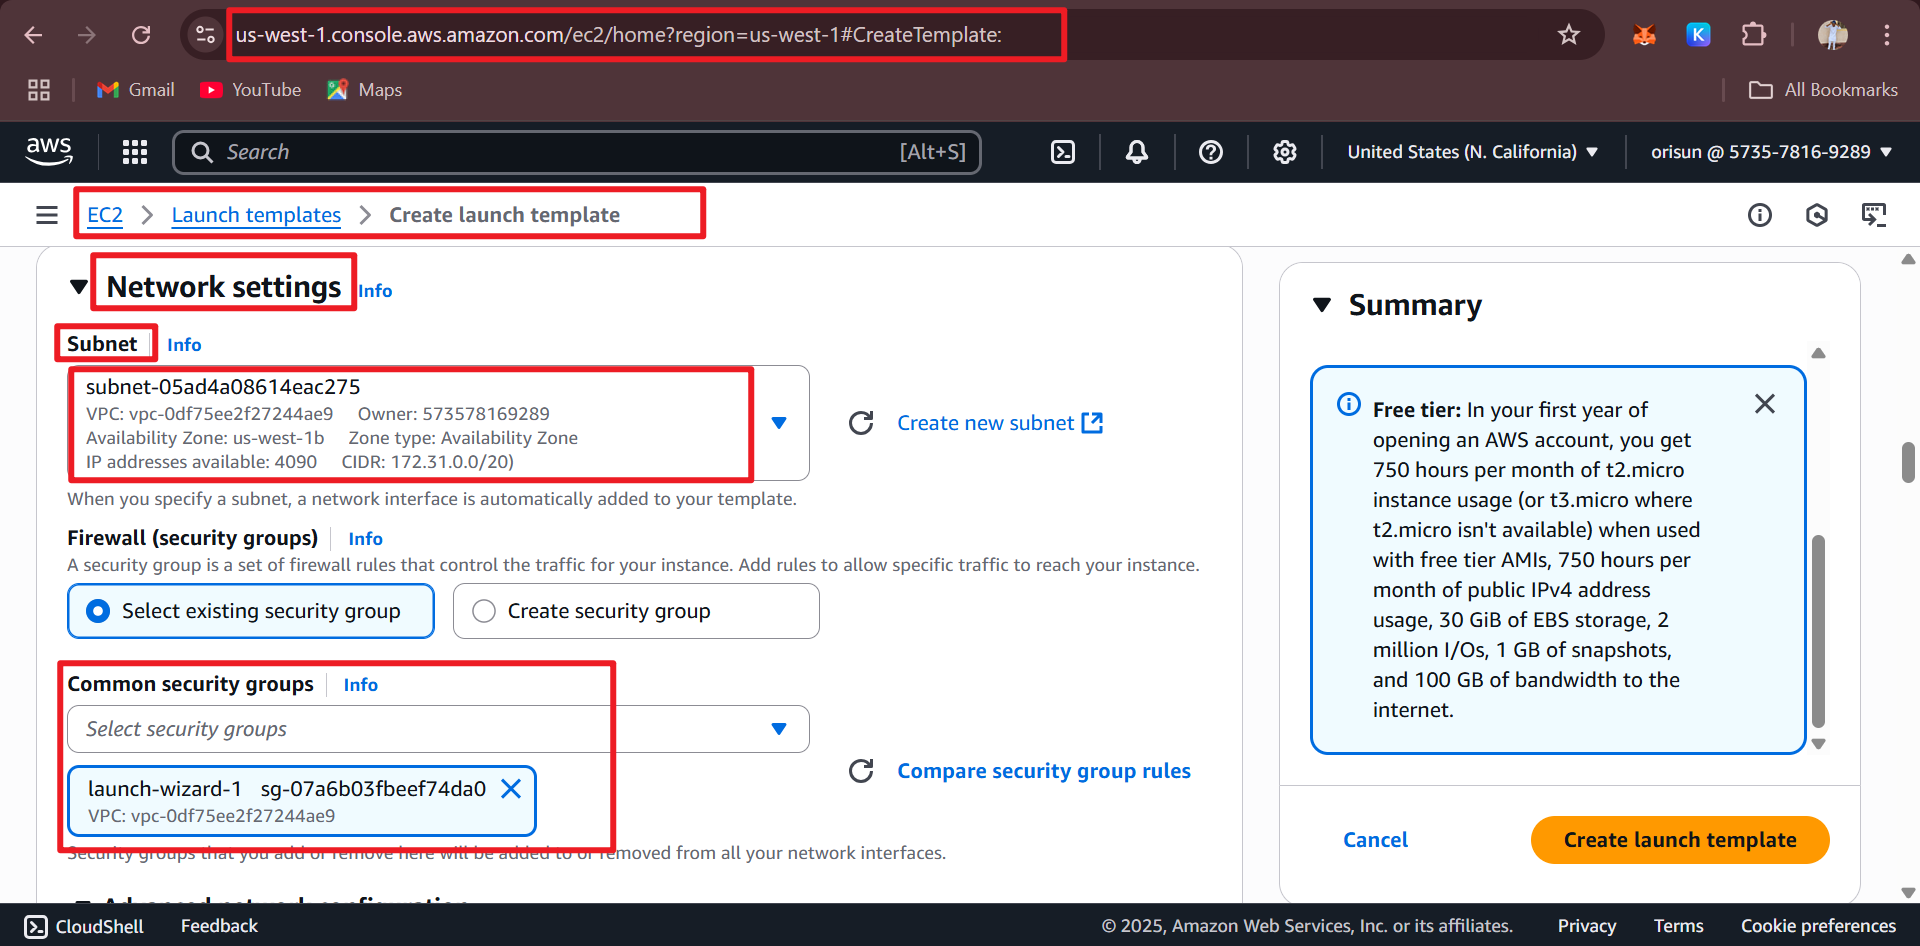 us-west-1.console.aws.amazon.com/ec2/home?region=us-west-1#CreateTemplate:
K
Gmail
YouTube
Maps
All Bookmarks
aws
Search
[Alt+S]
United States (N. California)
orisun @ 5735-7816-9289
EC2 > Launch templates > Create launch template
Network settings Info
Subnet Info
subnet-05ad4a08614eac275
VPC: vpc-0df75ee2f27244ae9 Owner: 573578169289
Availability Zone: us-west-1b Zone type: Availability Zone
IP addresses available: 4090 CIDR: 172.31.0.0/20)
Create new subnet
When you specify a subnet, a network interface is automatically added to your template.
Firewall (security groups) Info
A security group is a set of firewall rules that control the traffic for your instance. Add rules to allow specific traffic to reach your instance.
Select existing security group
Create security group
Common security groups Info
Select security groups
launch-wizard-1 sg-07a6b03fbeef74da0
VPC: vpc-0df75ee2f27244ae9
Compare security group rules
Security groups that you add or remove here will be added to or removed from all your network interfaces.
Advanced network configuration
Summary
Free tier: In your first year of
opening an AWS account, you get
750 hours per month of t2.micro
instance usage (or t3.micro where
t2.micro isn't available) when used
with free tier AMIs, 750 hours per
month of public IPv4 address
usage, 30 GiB of EBS storage, 2
million I/Os, 1 GB of snapshots,
and 100 GB of bandwidth to the
internet.
Cancel
Create launch template
CloudShell
Feedback
© 2025, Amazon Web Services, Inc. or its affiliates.
Privacy
Terms
Cookie preferences